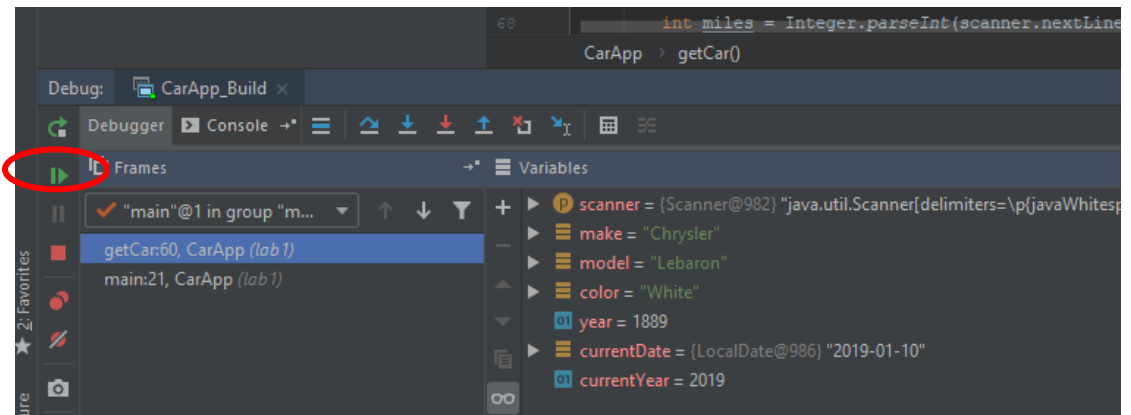 68 int miles = Integer.parseInt(scanner.nextLine
CarApp > getCar()
Debug: CarApp_Build ×
Debugger Console
Frames
Variables
"main"@1 in group "m...
getCar:60, CarApp (lab1)
main:21, CarApp (lab1)
scanner = {Scanner@982} "java.util.Scanner[delimiters=\p{javaWhitesp
make = "Chrysler"
model = "Lebaron"
color = "White"
year = 1889
currentDate = {LocalDate@986} "2019-01-10"
currentYear = 2019
2: Favorites
ure